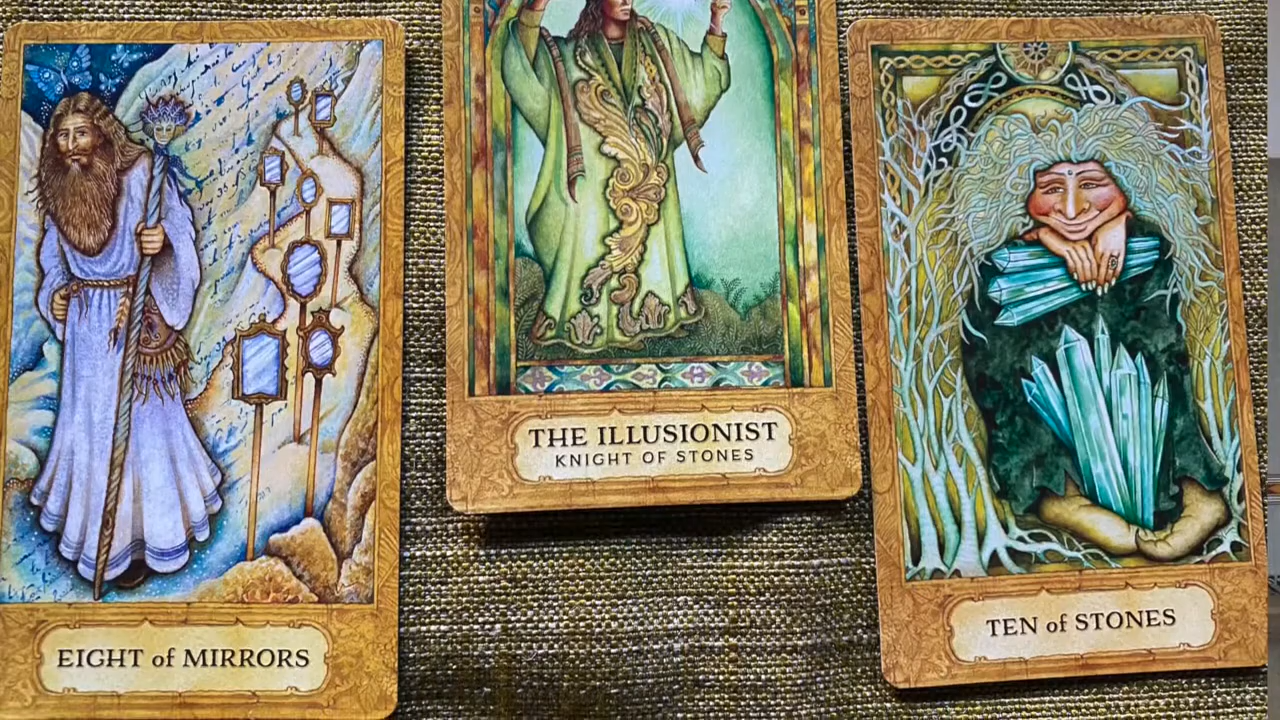 EIGHT of MIRRORS
THE ILLUSIONIST
KNIGHT OF STONES
TEN of STONES